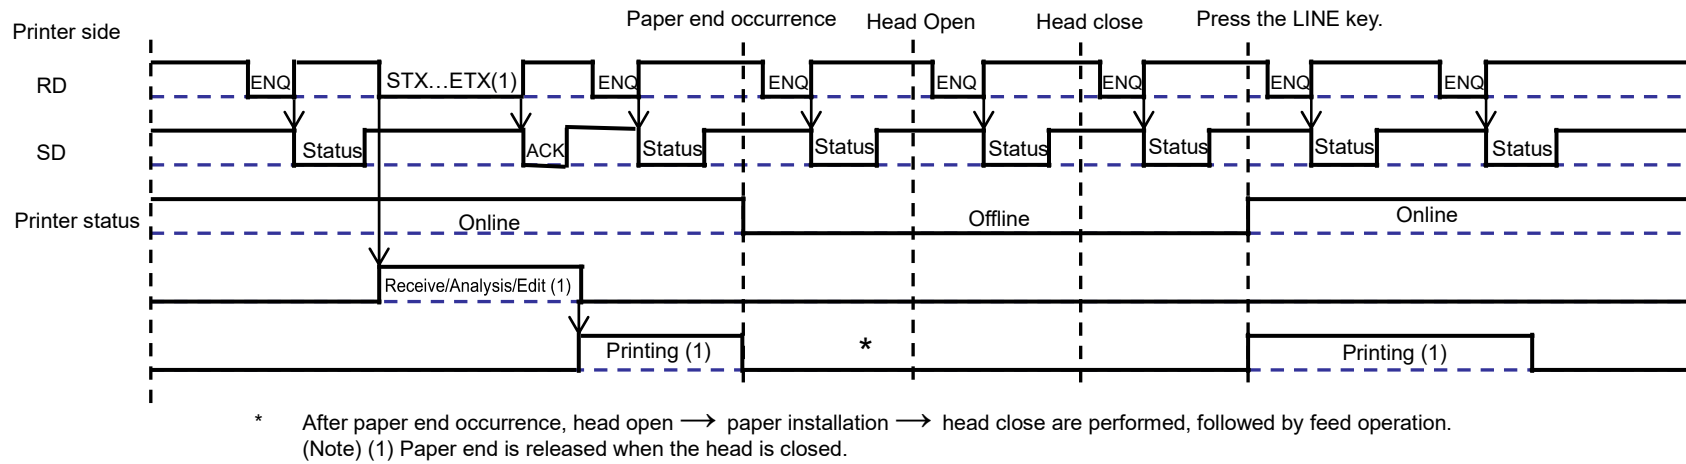 Paper end occurrence Head Open Head close Press the LINE key.
Printer side
RD ENQ STX...ETX(1) ENQ ENQ ENQ ENQ ENQ ENQ
SD Status ACK Status Status Status Status Status Status
Printer status Online Offline Online
Receive/Analysis/Edit (1)
Printing (1) * Printing (1)
* After paper end occurrence, head open → paper installation → head close are performed, followed by feed operation.
(Note) (1) Paper end is released when the head is closed.